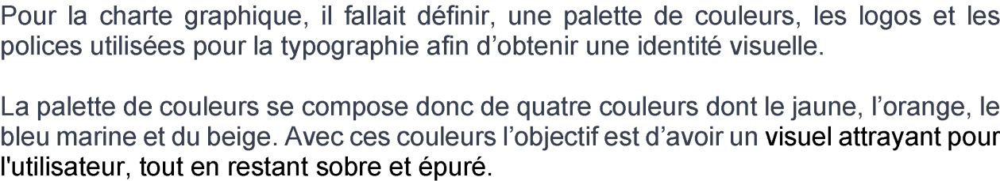 Pour la charte graphique, il fallait définir, une palette de couleurs, les logos et les
polices utilisées pour la typographie afin d’obtenir une identité visuelle.
La palette de couleurs se compose donc de quatre couleurs dont le jaune, l’orange, le
bleu marine et du beige. Avec ces couleurs l’objectif est d’avoir un visuel attrayant pour
l'utilisateur, tout en restant sobre et épuré.